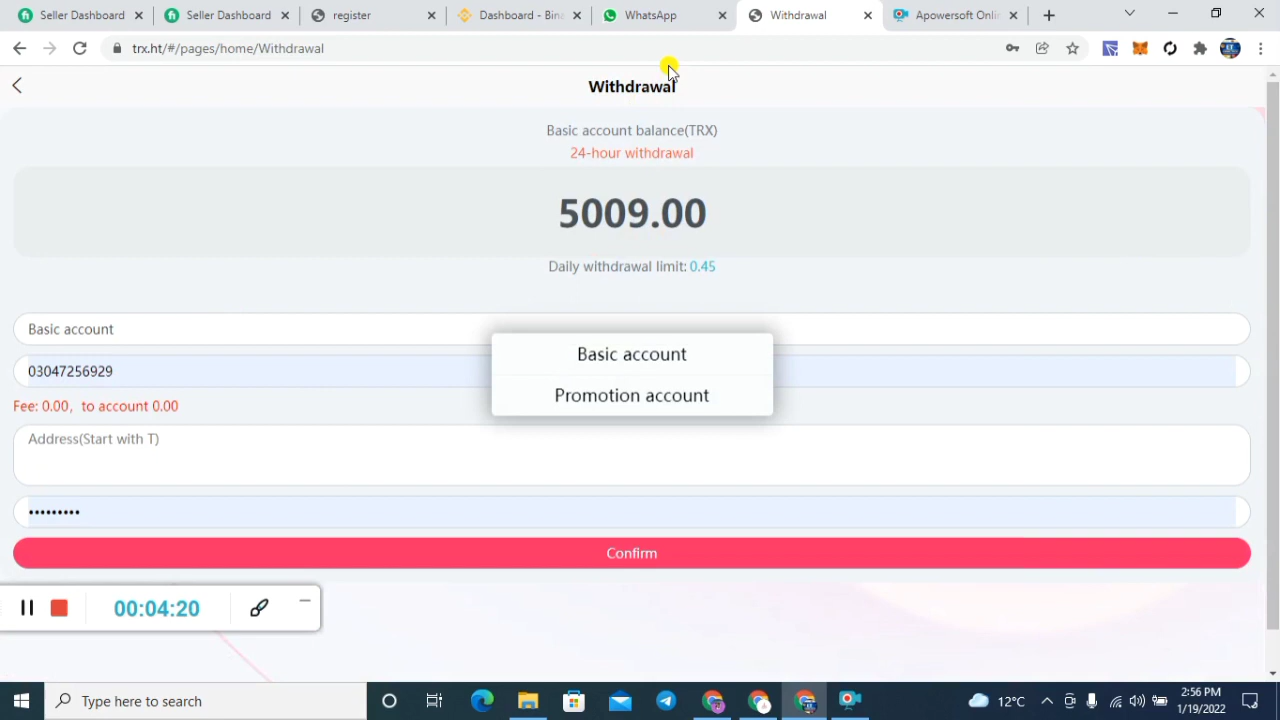 Seller Dashboard
Seller Dashboard
register
Dashboard - Bina
WhatsApp
Withdrawal
Apowersoft Onli
trx.ht/#/pages/home/Withdrawal
Withdrawal
Basic account balance(TRX)
24-hour withdrawal
5009.00
Daily withdrawal limit: 0.45
Basic account
Basic account
03047256929
Promotion account
Fee: 0.00，to account 0.00
Address(Start with T)
•••••••••
Confirm
00:04:20
Type here to search
12°C
2:56 PM
1/19/2022